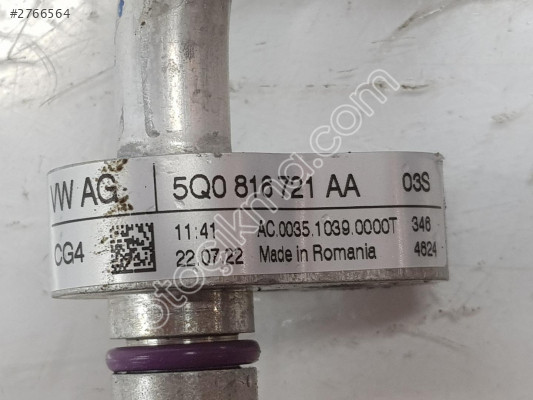 #2766564
VW AG 5Q0 816 721 AA 03S
CG4 11:41 AC.0035.1039.0000T 346
22.07.22 Made in Romania 4624
otocikmaci.com